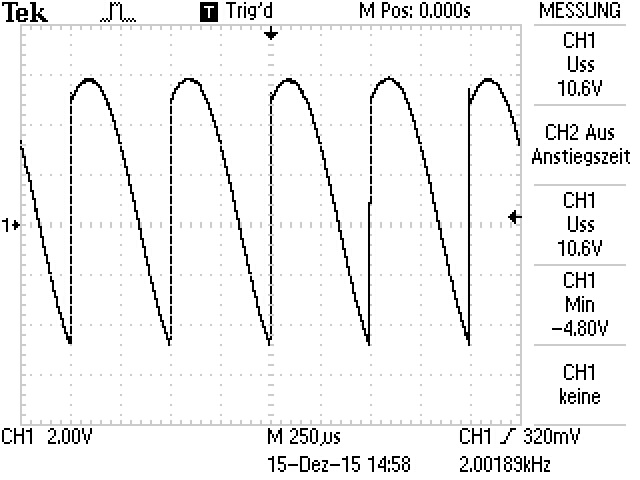 Tek T Trig'd M Pos: 0.000s MESSUNG
CH1
Uss
10.6V
CH2 Aus
Anstiegszeit
1
CH1
Uss
10.6V
CH1
Min
-4.80V
CH1
keine
CH1 2.00V M 250µs CH1 320mV
15-Dez-15 14:58 2.00189kHz